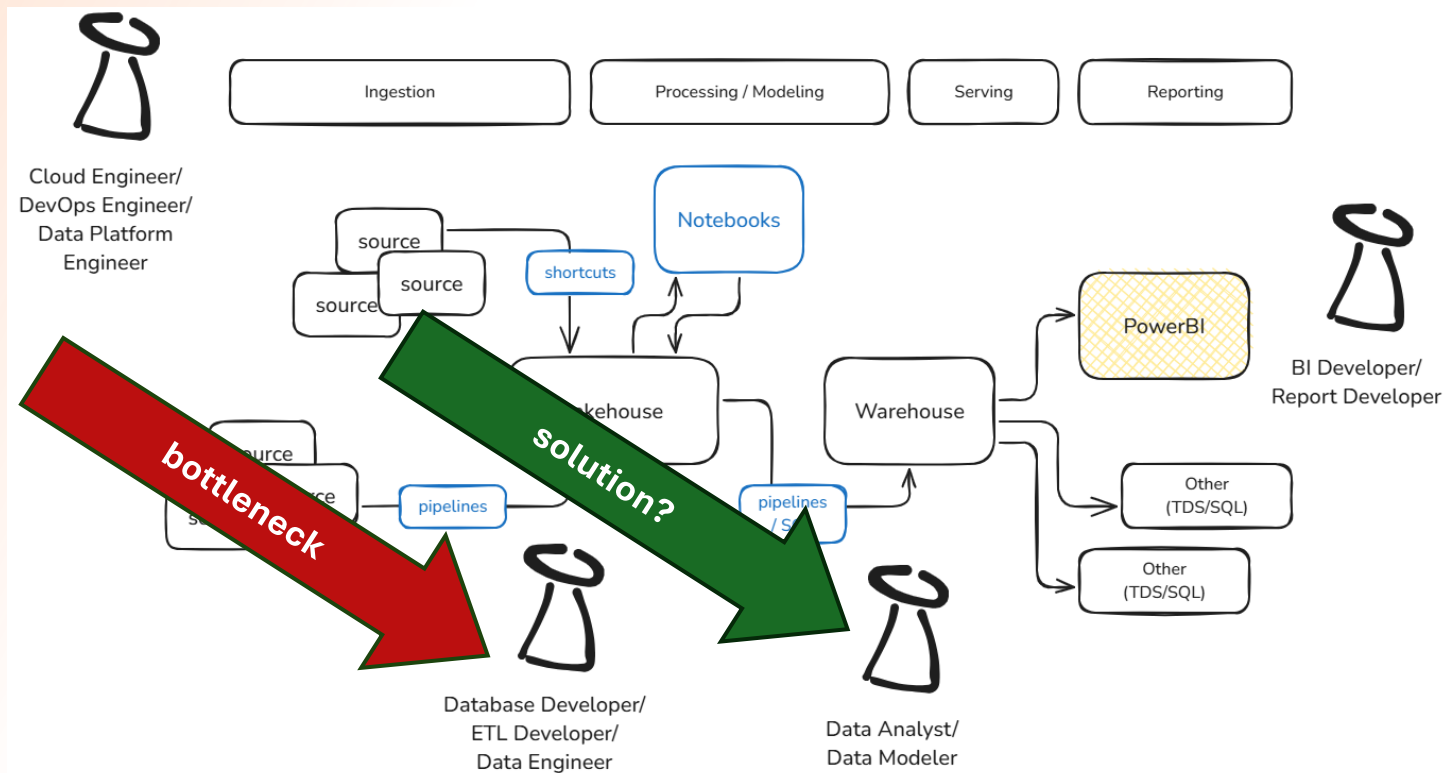 Ingestion
Processing / Modeling
Serving
Reporting
Cloud Engineer/
DevOps Engineer/
Data Platform
Engineer
Notebooks
source
source
source
shortcuts
PowerBI
BI Developer/
Report Developer
Warehouse
bottleneck
solution?
pipelines
pipelines
Other
(TDS/SQL)
Other
(TDS/SQL)
Database Developer/
ETL Developer/
Data Engineer
Data Analyst/
Data Modeler